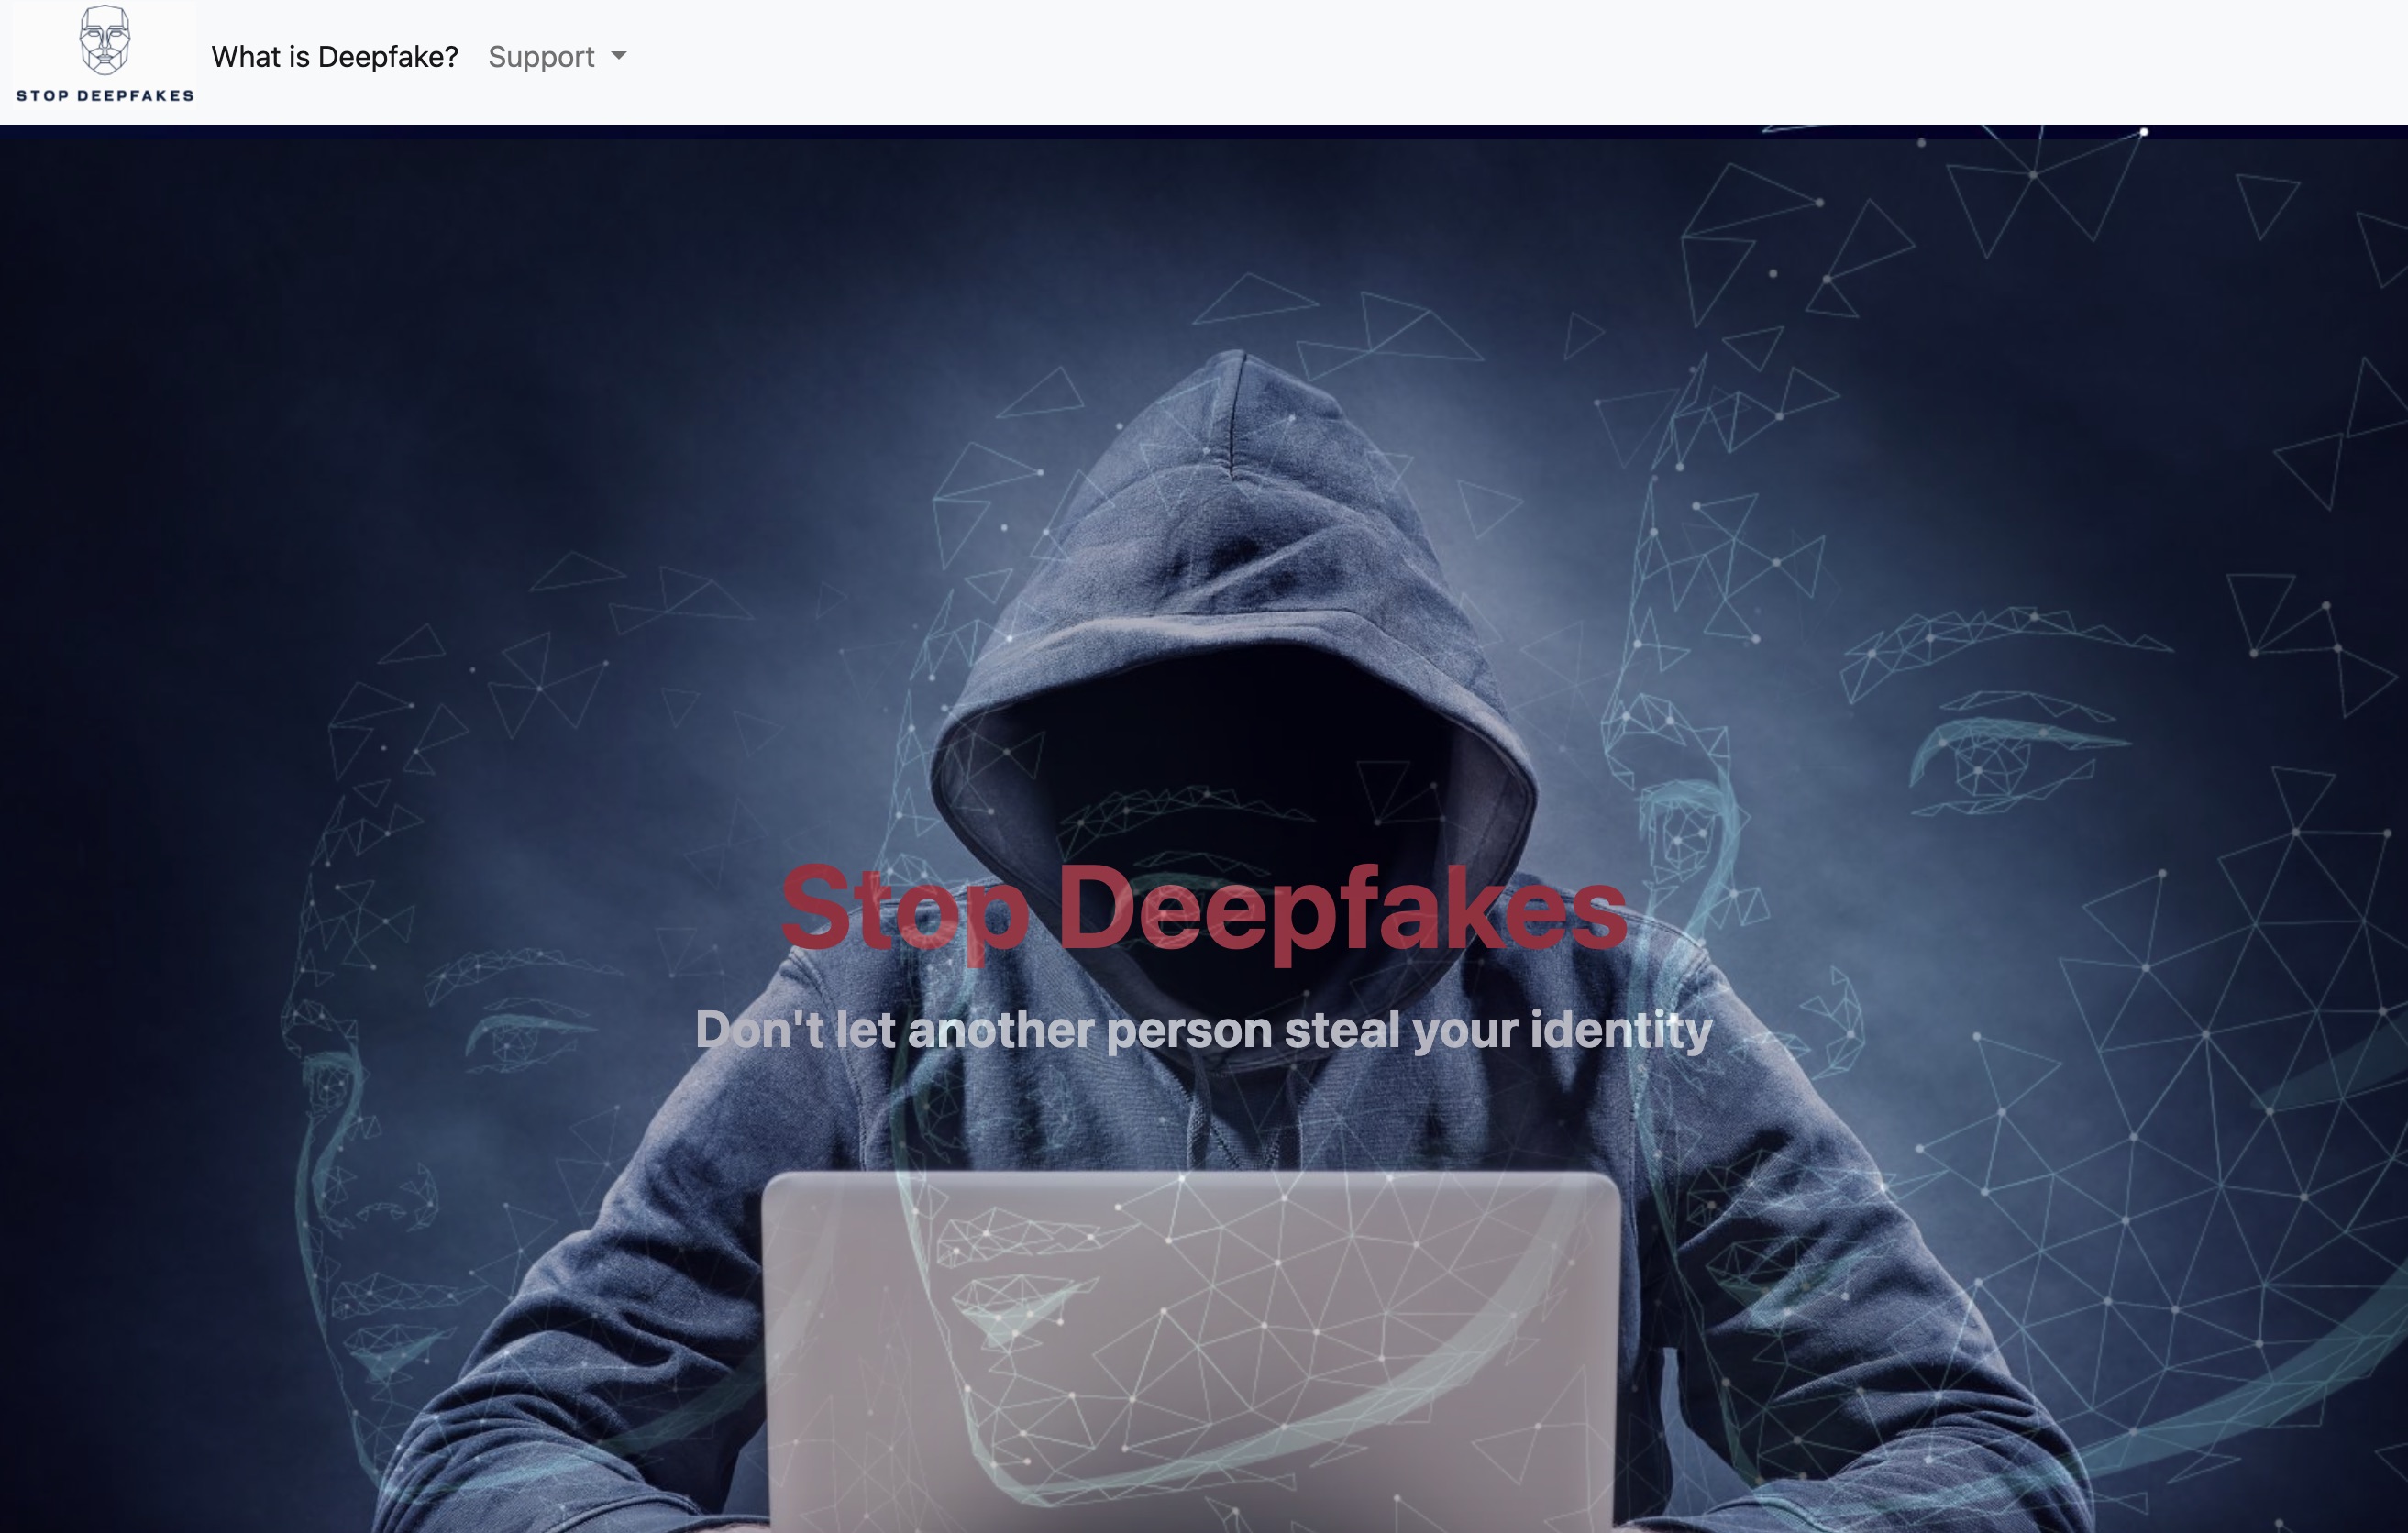 STOP DEEPFAKES
What is Deepfake? Support
Stop Deepfakes
Don't let another person steal your identity